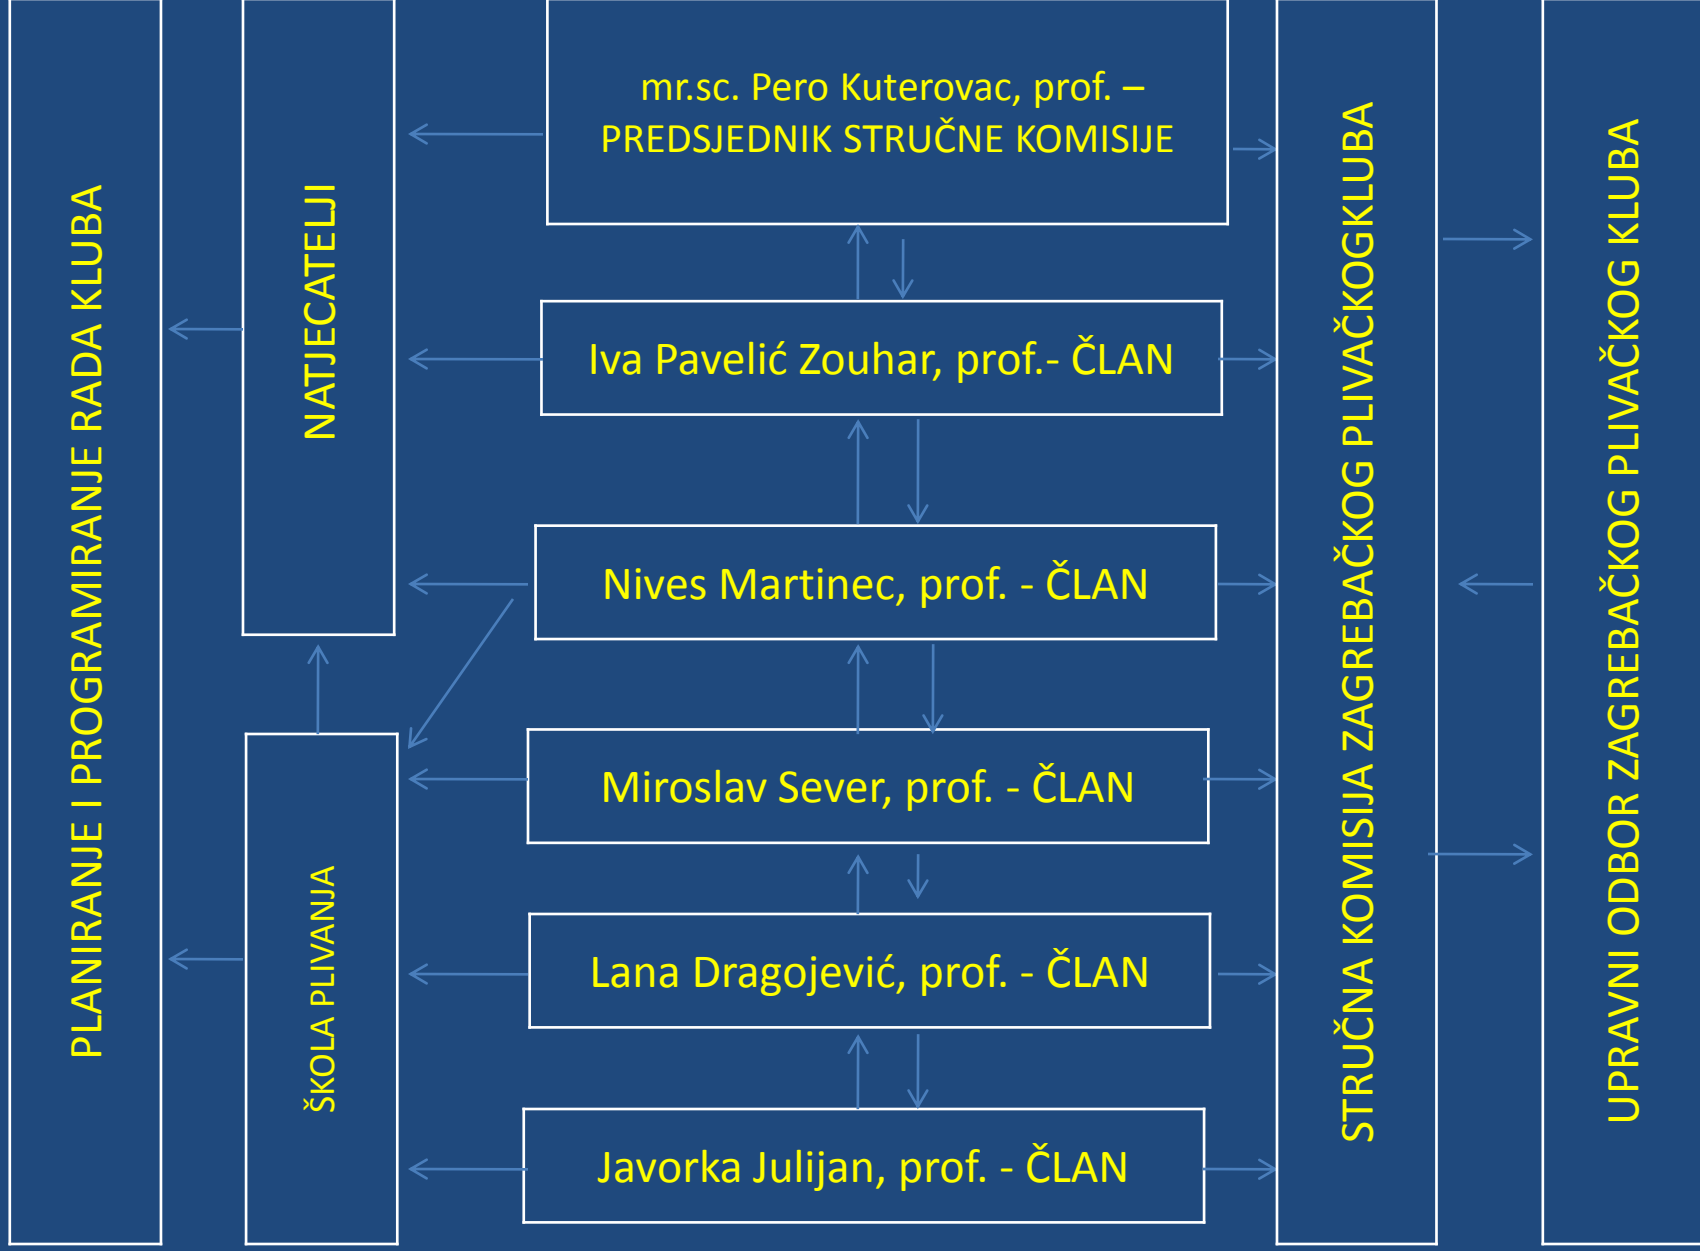 PLANIRANJE I PROGRAMIRANJE RADA KLUBA
NATJECATELJI
ŠKOLA PLIVANJA
mr.sc. Pero Kuterovac, prof. –
PREDSJEDNIK STRUČNE KOMISIJE
Iva Pavelić Zouhar, prof.- ČLAN
Nives Martinec, prof. - ČLAN
Miroslav Sever, prof. - ČLAN
Lana Dragojević, prof. - ČLAN
Javorka Julijan, prof. - ČLAN
STRUČNA KOMISIJA ZAGREBAČKOG PLIVAČKOGKLUBA
UPRAVNI ODBOR ZAGREBAČKOG PLIVAČKOG KLUBA